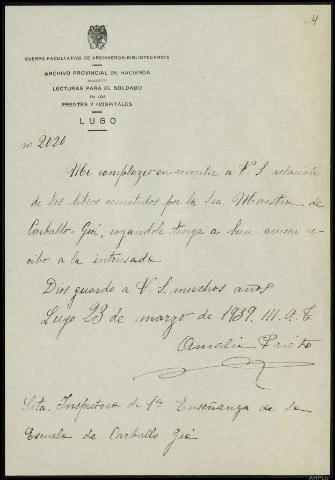 4
CUERPO FACULTATIVO DE ARCHIVEROS-BIBLIOTECARIOS
ARCHIVO PROVINCIAL DE HACIENDA
LECTURAS PARA EL SOLDADO
EN LOS
FRENTES Y HOSPITALES
LUGO
nº 2020
Me complazco en remitir a V. S. relación
de los libros remitidos por la Sra. Maestra de
Carballo-Goi, rogandole tenga a bien acusar re-
cibo a la interesada
Dios guarde a V. S. muchos años
Lugo 23 de marzo de 1939. III. A. T.
Amalia Prieto
Srta. Inspectora de 1ª Enseñanza de la
Escuela de Carballo Goi